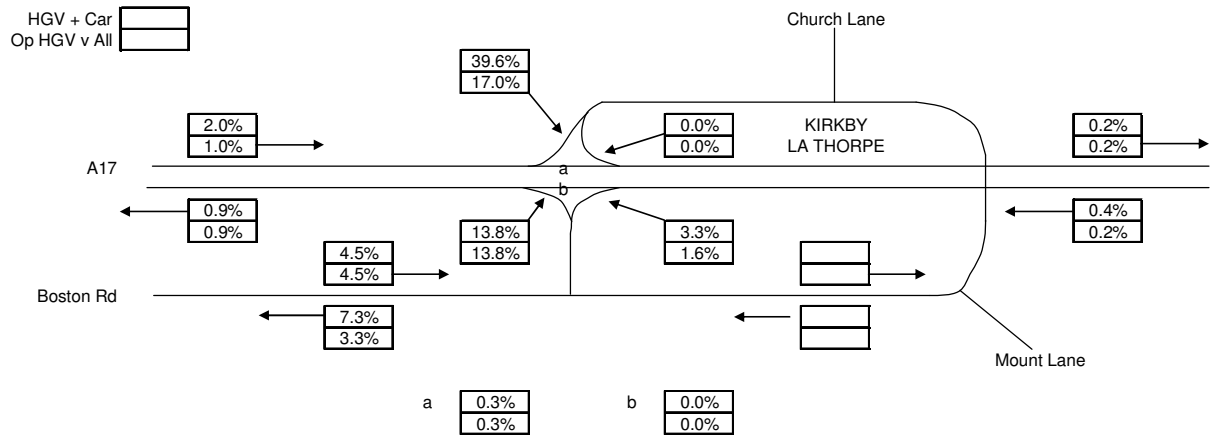 HGV + Car
Op HGV v All
Church Lane
39.6%
17.0%
2.0%
1.0%
0.0%
0.0%
KIRKBY
LA THORPE
0.2%
0.2%
A17
a
b
0.9%
0.9%
13.8%
13.8%
3.3%
1.6%
0.4%
0.2%
4.5%
4.5%
Boston Rd
7.3%
3.3%
Mount Lane
a
0.3%
0.3%
b
0.0%
0.0%